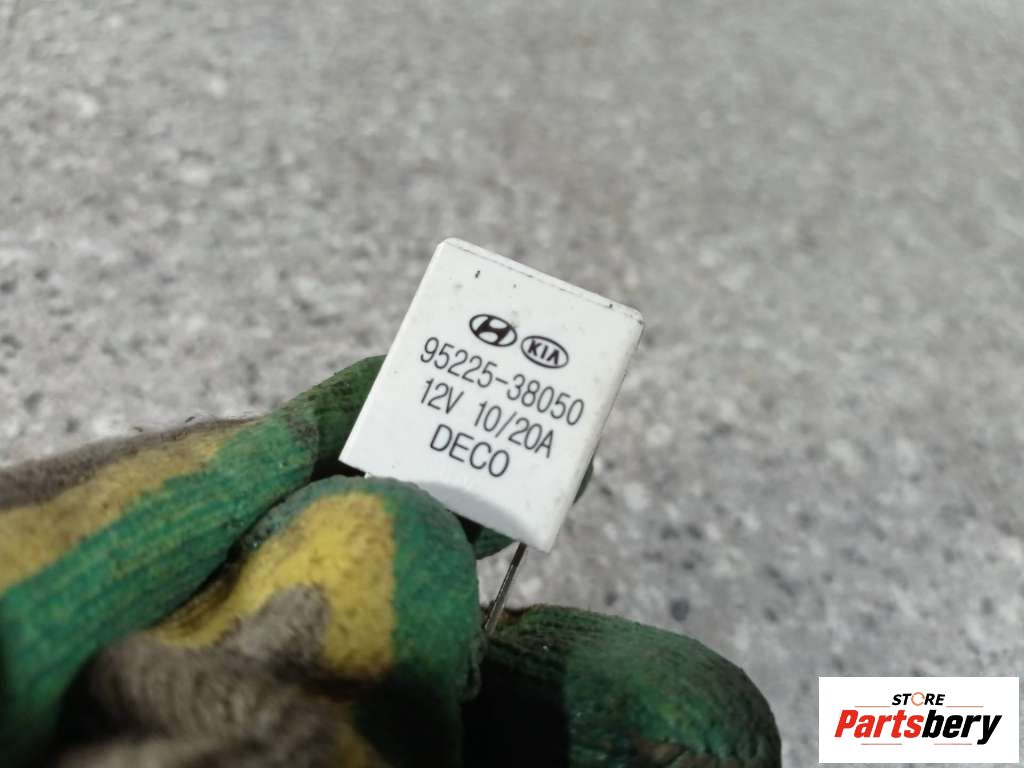 KIA
95225-38050
12V 10/20A
DECO
STORE
Partsbery